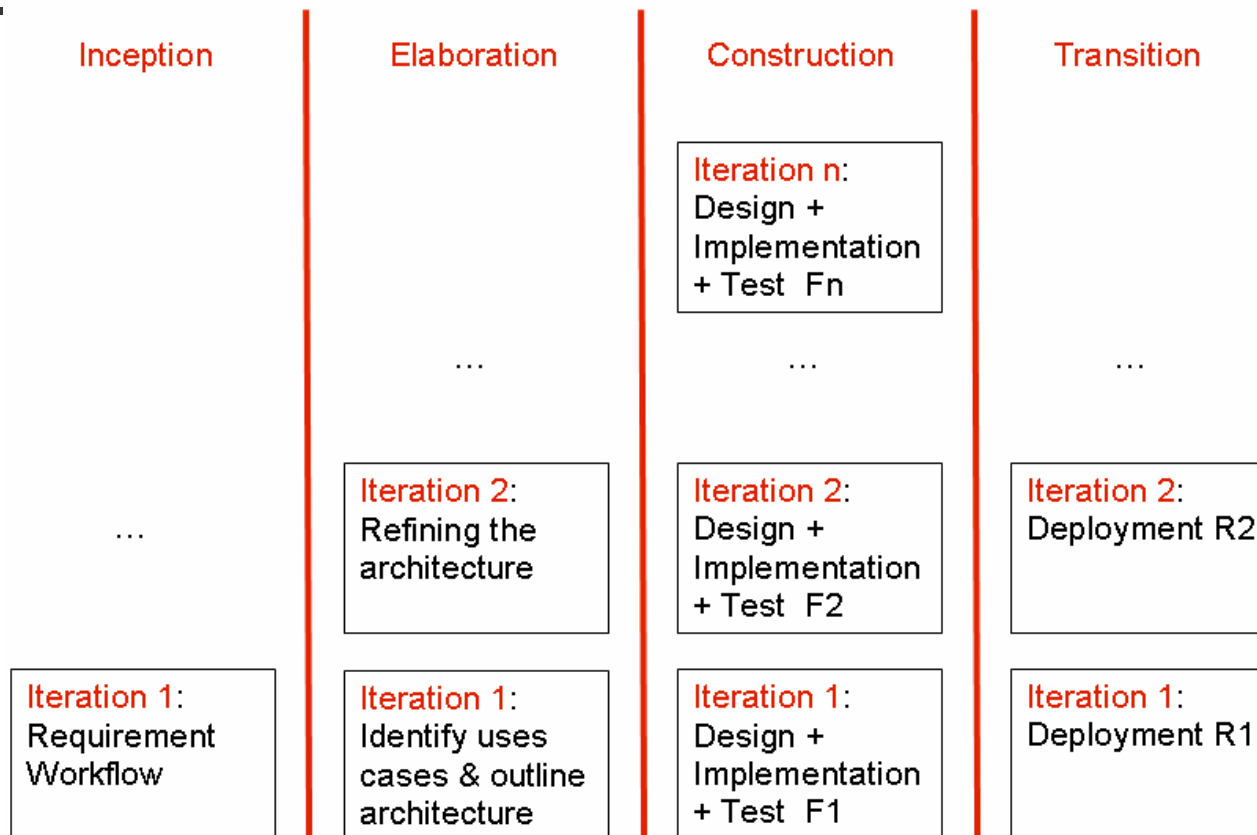 Inception
Elaboration
Construction
Transition
Iteration n:
Design +
Implementation
+ Test Fn
...
...
...
...
Iteration 2:
Refining the
architecture
Iteration 2:
Design +
Implementation
+ Test F2
Iteration 2:
Deployment R2
Iteration 1:
Requirement
Workflow
Iteration 1:
Identify uses
cases & outline
architecture
Iteration 1:
Design +
Implementation
+ Test F1
Iteration 1:
Deployment R1